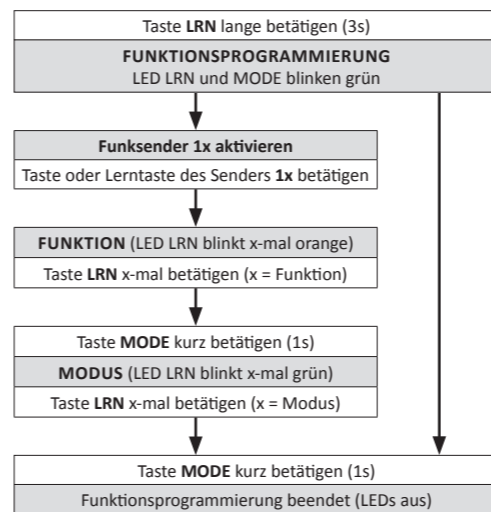 Taste LRN lange betätigen (3s)
FUNKTIONSPROGRAMMIERUNG
LED LRN und MODE blinken grün
Funksender 1x aktivieren
Taste oder Lerntaste des Senders 1x betätigen
FUNKTION (LED LRN blinkt x-mal orange)
Taste LRN x-mal betätigen (x = Funktion)
Taste MODE kurz betätigen (1s)
MODUS (LED LRN blinkt x-mal grün)
Taste LRN x-mal betätigen (x = Modus)
Taste MODE kurz betätigen (1s)
Funktionsprogrammierung beendet (LEDs aus)